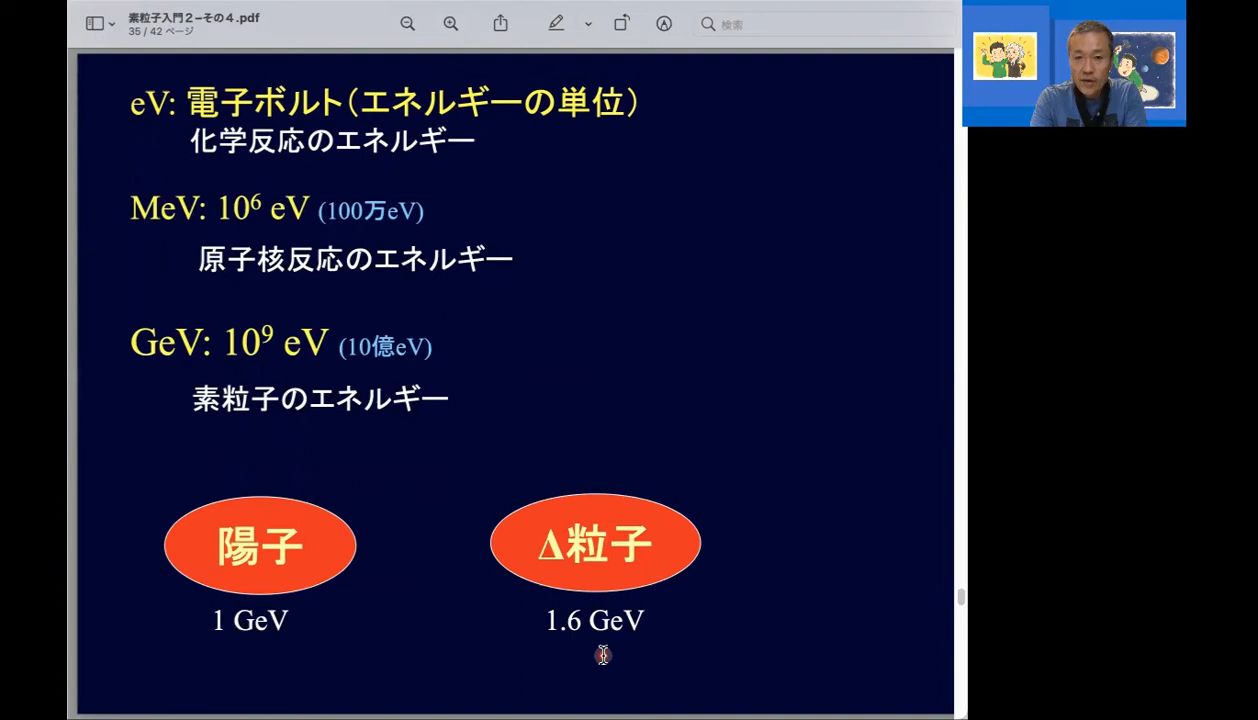 素粒子入門2−その4.pdf
35 / 42 ページ
検索
eV: 電子ボルト(エネルギーの単位)
化学反応のエネルギー
MeV: 10⁶ eV (100万eV)
原子核反応のエネルギー
GeV: 10⁹ eV (10億eV)
素粒子のエネルギー
陽子
Δ粒子
1 GeV
1.6 GeV